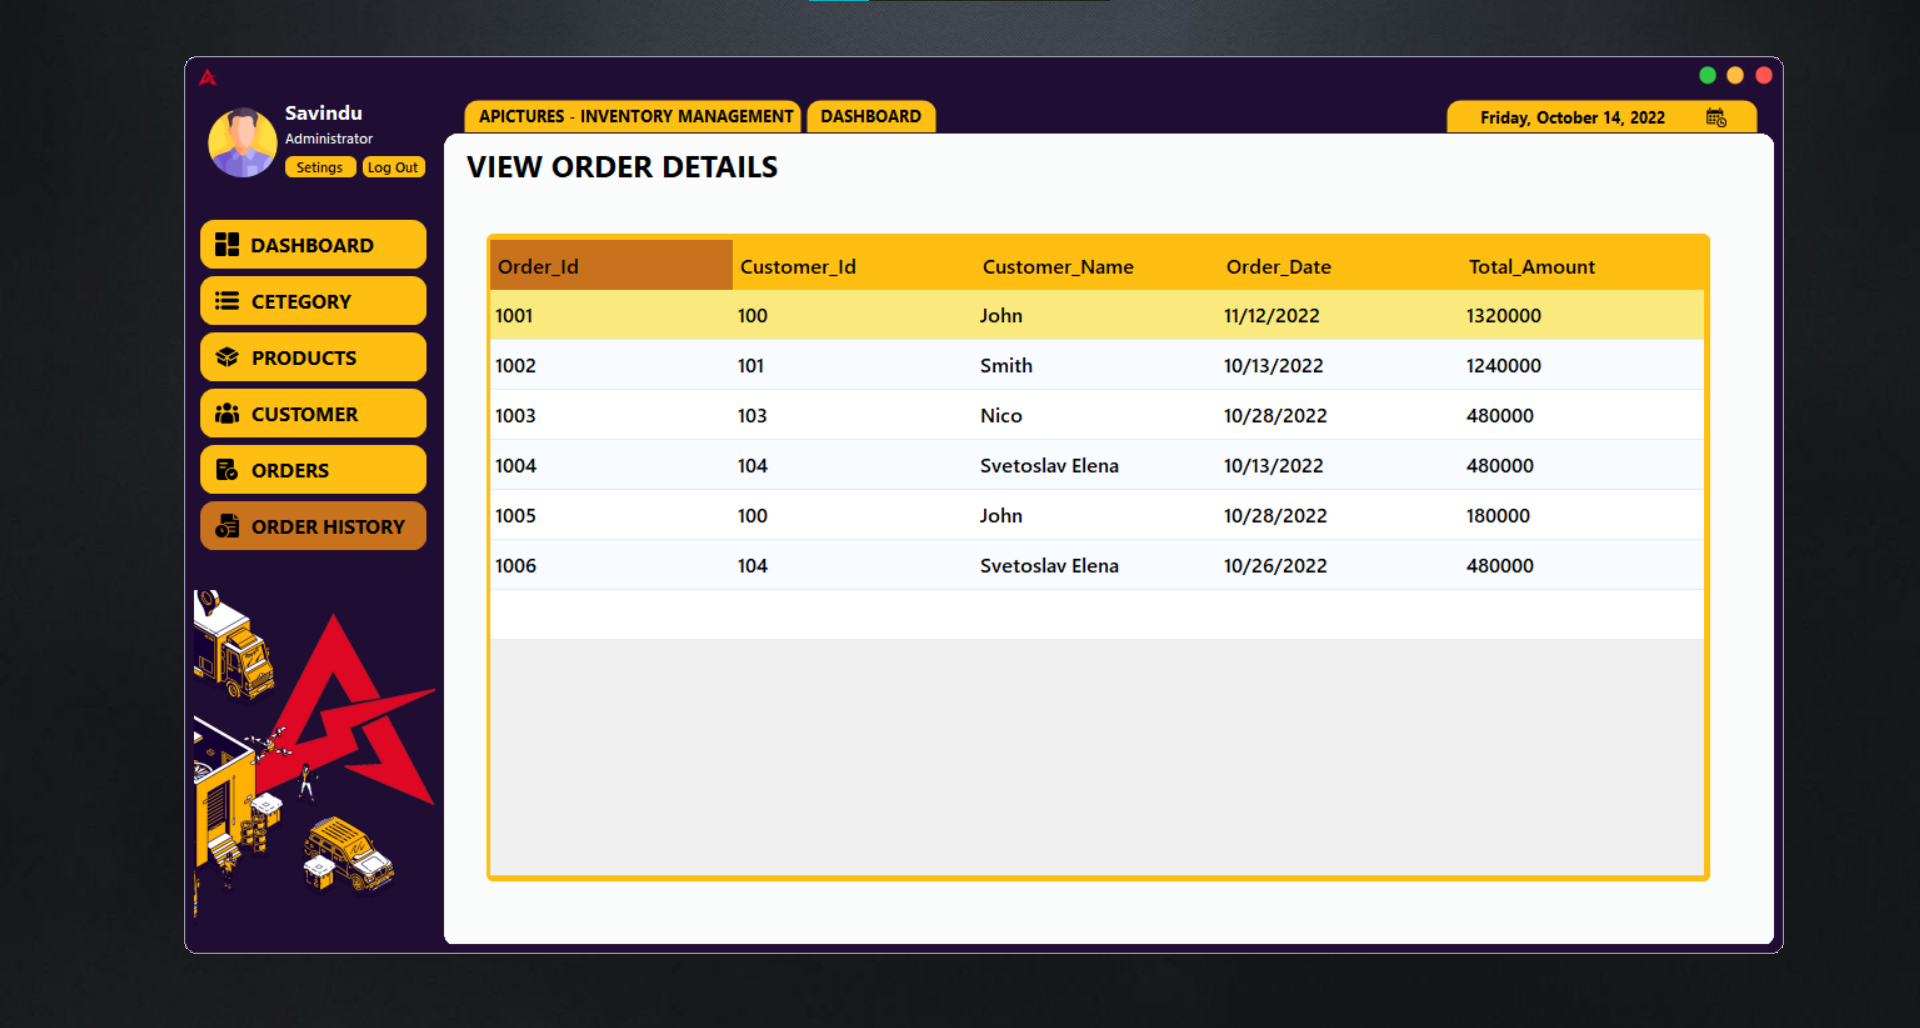 Savindu
Administrator
Setings Log Out
APICTURES - INVENTORY MANAGEMENT DASHBOARD Friday, October 14, 2022
DASHBOARD
CETEGORY
PRODUCTS
CUSTOMER
ORDERS
ORDER HISTORY
VIEW ORDER DETAILS
Order_Id Customer_Id Customer_Name Order_Date Total_Amount
1001 100 John 11/12/2022 1320000
1002 101 Smith 10/13/2022 1240000
1003 103 Nico 10/28/2022 480000
1004 104 Svetoslav Elena 10/13/2022 480000
1005 100 John 10/28/2022 180000
1006 104 Svetoslav Elena 10/26/2022 480000